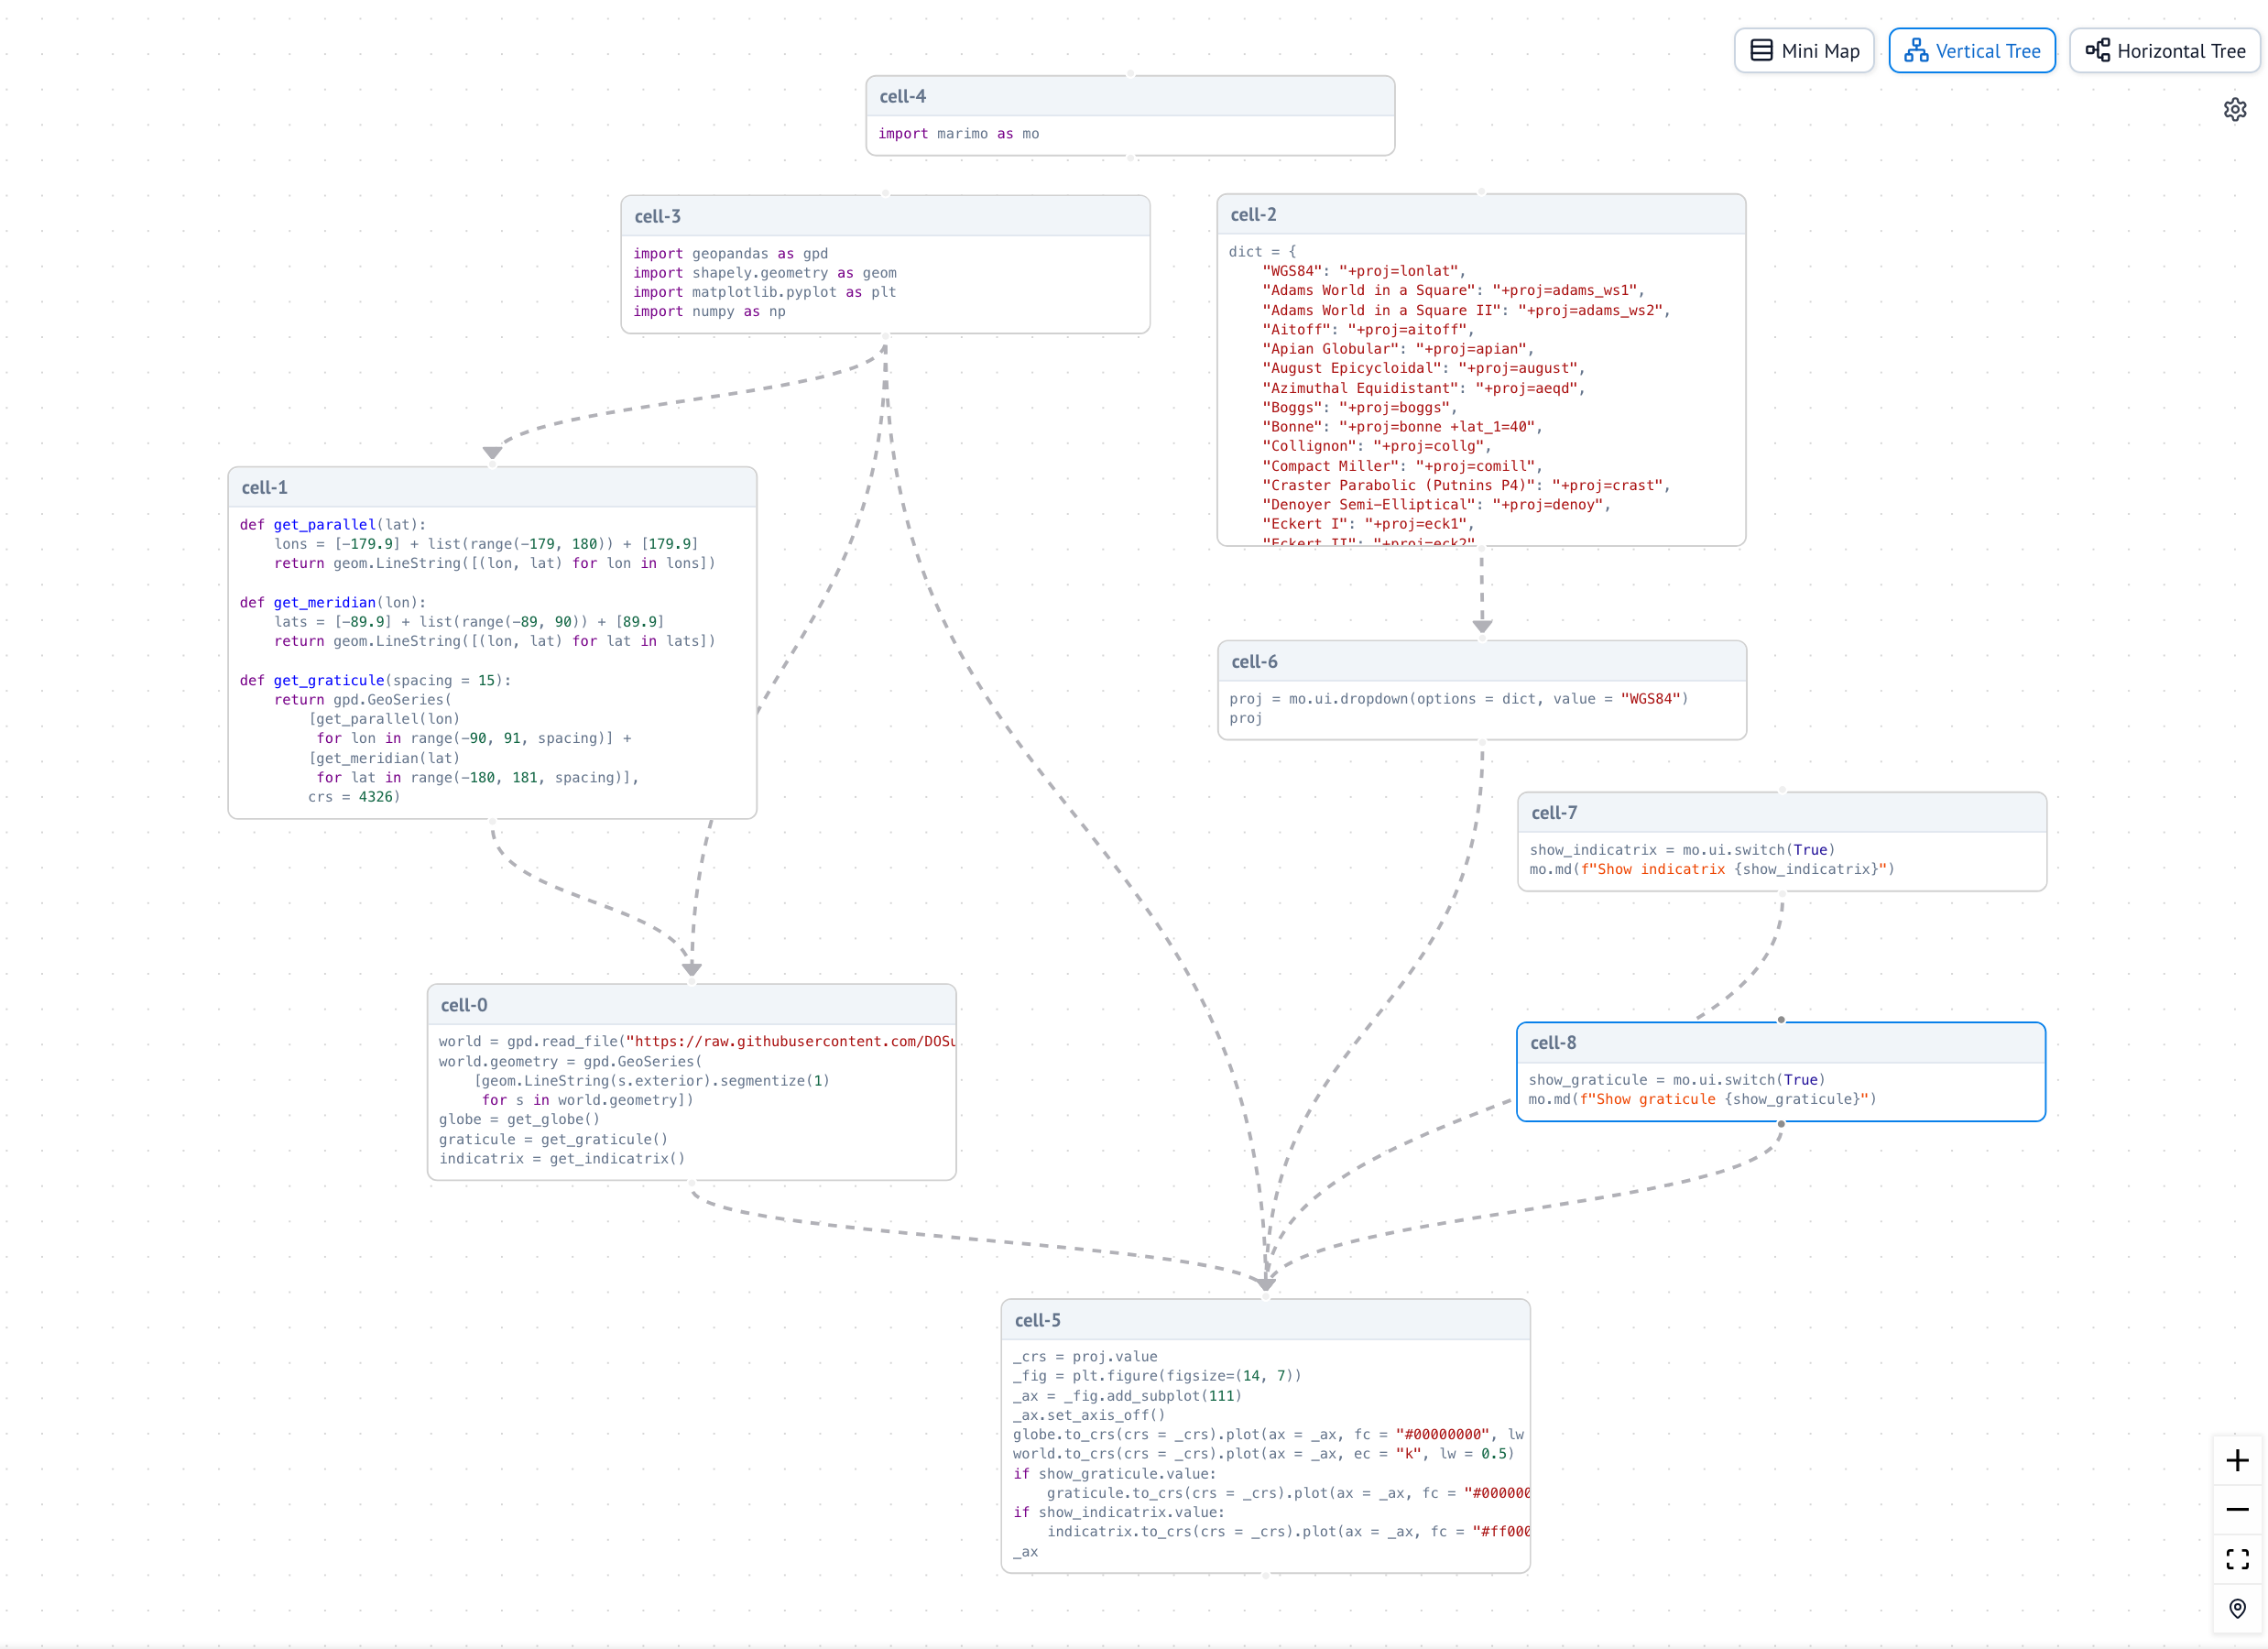 Mini Map
Vertical Tree
Horizontal Tree
cell-4
import marimo as mo
cell-3
import geopandas as gpd
import shapely.geometry as geom
import matplotlib.pyplot as plt
import numpy as np
cell-2
dict = {
    "WGS84": "+proj=lonlat",
    "Adams World in a Square": "+proj=adams_ws1",
    "Adams World in a Square II": "+proj=adams_ws2",
    "Aitoff": "+proj=aitoff",
    "Apian Globular": "+proj=apian",
    "August Epicycloidal": "+proj=august",
    "Azimuthal Equidistant": "+proj=aeqd",
    "Boggs": "+proj=boggs",
    "Bonne": "+proj=bonne +lat_1=40",
    "Collignon": "+proj=collg",
    "Compact Miller": "+proj=comill",
    "Craster Parabolic (Putnins P4)": "+proj=crast",
    "Denoyer Semi-Elliptical": "+proj=denoy",
    "Eckert I": "+proj=eck1",
    "Eckert II": "+proj=eck2"
cell-1
def get_parallel(lat):
    lons = [-179.9] + list(range(-179, 180)) + [179.9]
    return geom.LineString([(lon, lat) for lon in lons])
def get_meridian(lon):
    lats = [-89.9] + list(range(-89, 90)) + [89.9]
    return geom.LineString([(lon, lat) for lat in lats])
def get_graticule(spacing = 15):
    return gpd.GeoSeries(
        [get_parallel(lon)
         for lon in range(-90, 91, spacing)] +
        [get_meridian(lat)
         for lat in range(-180, 181, spacing)],
        crs = 4326)
cell-6
proj = mo.ui.dropdown(options = dict, value = "WGS84")
proj
cell-7
show_indicatrix = mo.ui.switch(True)
mo.md(f"Show indicatrix {show_indicatrix}")
cell-0
world = gpd.read_file("https://raw.githubusercontent.com/DOSu
world.geometry = gpd.GeoSeries(
    [geom.LineString(s.exterior).segmentize(1)
     for s in world.geometry])
globe = get_globe()
graticule = get_graticule()
indicatrix = get_indicatrix()
cell-8
show_graticule = mo.ui.switch(True)
mo.md(f"Show graticule {show_graticule}")
cell-5
_crs = proj.value
_fig = plt.figure(figsize=(14, 7))
_ax = _fig.add_subplot(111)
_ax.set_axis_off()
globe.to_crs(crs = _crs).plot(ax = _ax, fc = "#00000000", lw
world.to_crs(crs = _crs).plot(ax = _ax, ec = "k", lw = 0.5)
if show_graticule.value:
    graticule.to_crs(crs = _crs).plot(ax = _ax, fc = "#000000
if show_indicatrix.value:
    indicatrix.to_crs(crs = _crs).plot(ax = _ax, fc = "#ff000
_ax